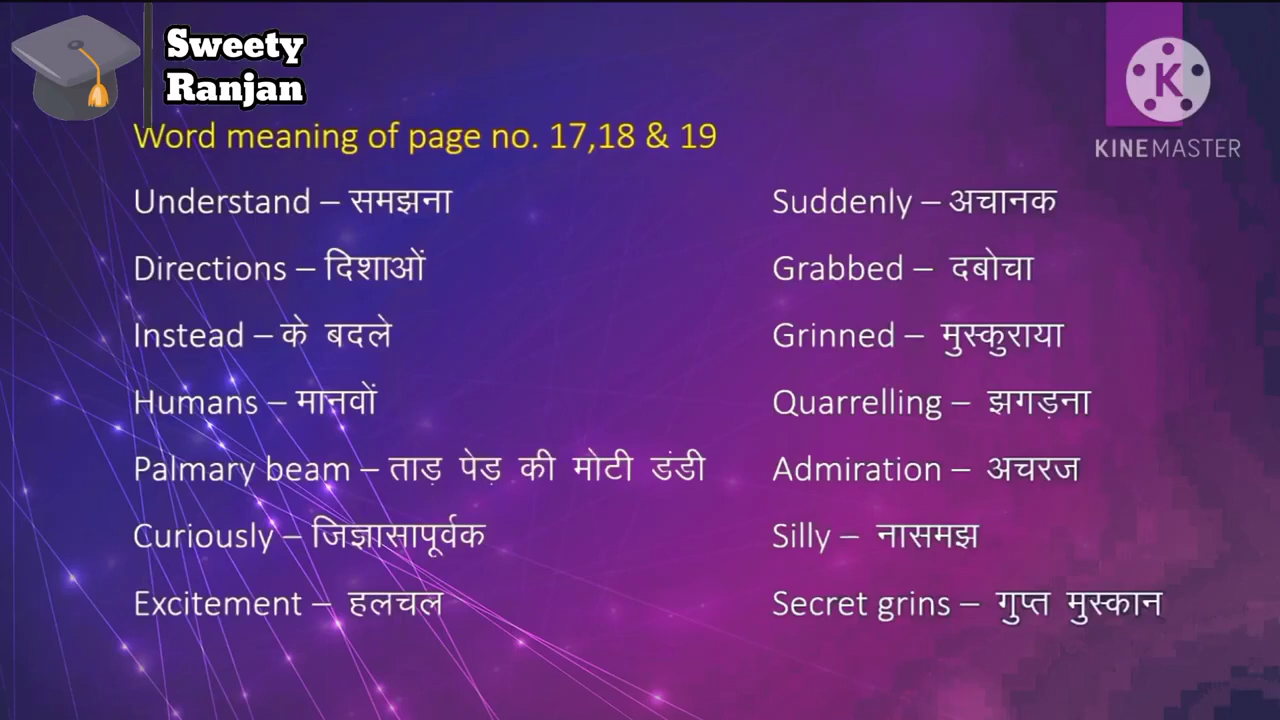 Sweety
Ranjan
KINEMASTER
Word meaning of page no. 17,18 & 19
Understand – समझना
Directions – दिशाओं
Instead – के बदले
Humans – मानवों
Palmary beam – ताड़ पेड़ की मोटी डंडी
Curiously – जिज्ञासापूर्वक
Excitement – हलचल
Suddenly – अचानक
Grabbed – दबोचा
Grinned – मुस्कुराया
Quarrelling – झगड़ना
Admiration – अचरज
Silly – नासमझ
Secret grins – गुप्त मुस्कान